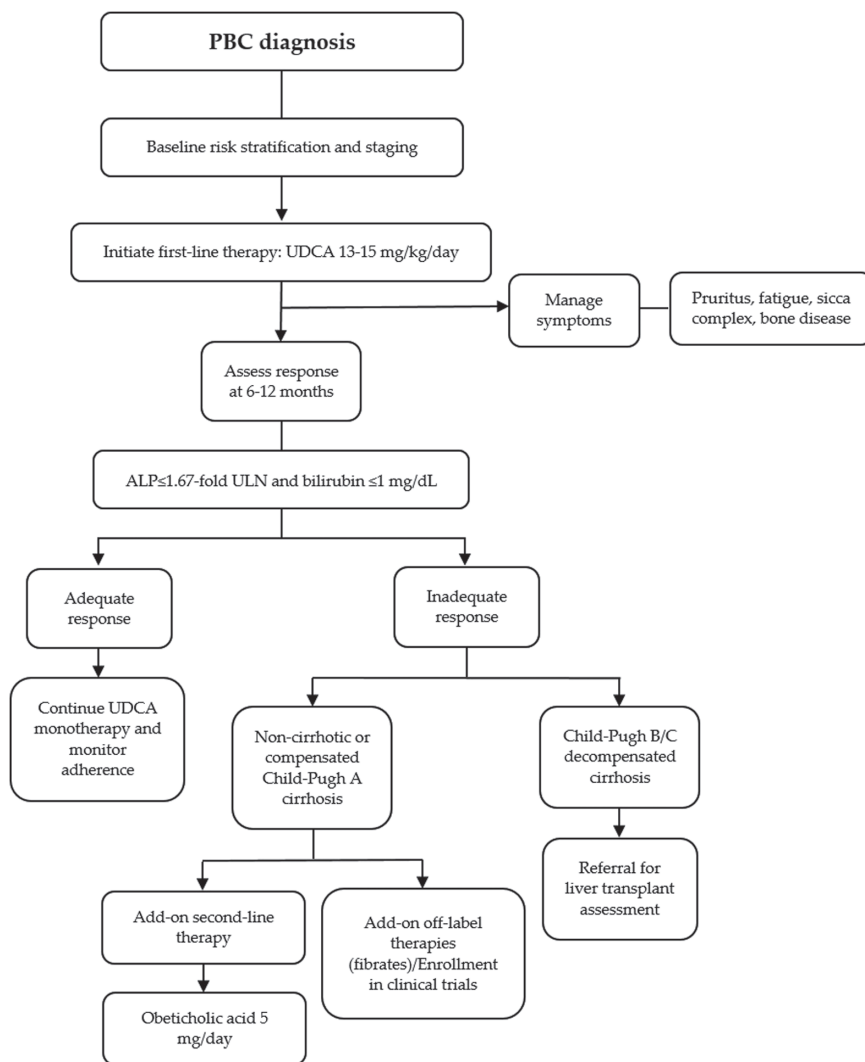 PBC diagnosis
Baseline risk stratification and staging
Initiate first-line therapy: UDCA 13-15 mg/kg/day
Manage
symptoms
Pruritus, fatigue, sicca
complex, bone disease
Assess response
at 6-12 months
ALP≤1.67-fold ULN and bilirubin ≤1 mg/dL
Adequate
response
Inadequate
response
Continue UDCA
monotherapy and
monitor
adherence
Non-cirrhotic or
compensated
Child-Pugh A
cirrhosis
Child-Pugh B/C
decompensated
cirrhosis
Add-on second-line
therapy
Add-on off-label
therapies
(fibrates)/Enrollment
in clinical trials
Referral for
liver transplant
assessment
Obeticholic acid 5
mg/day